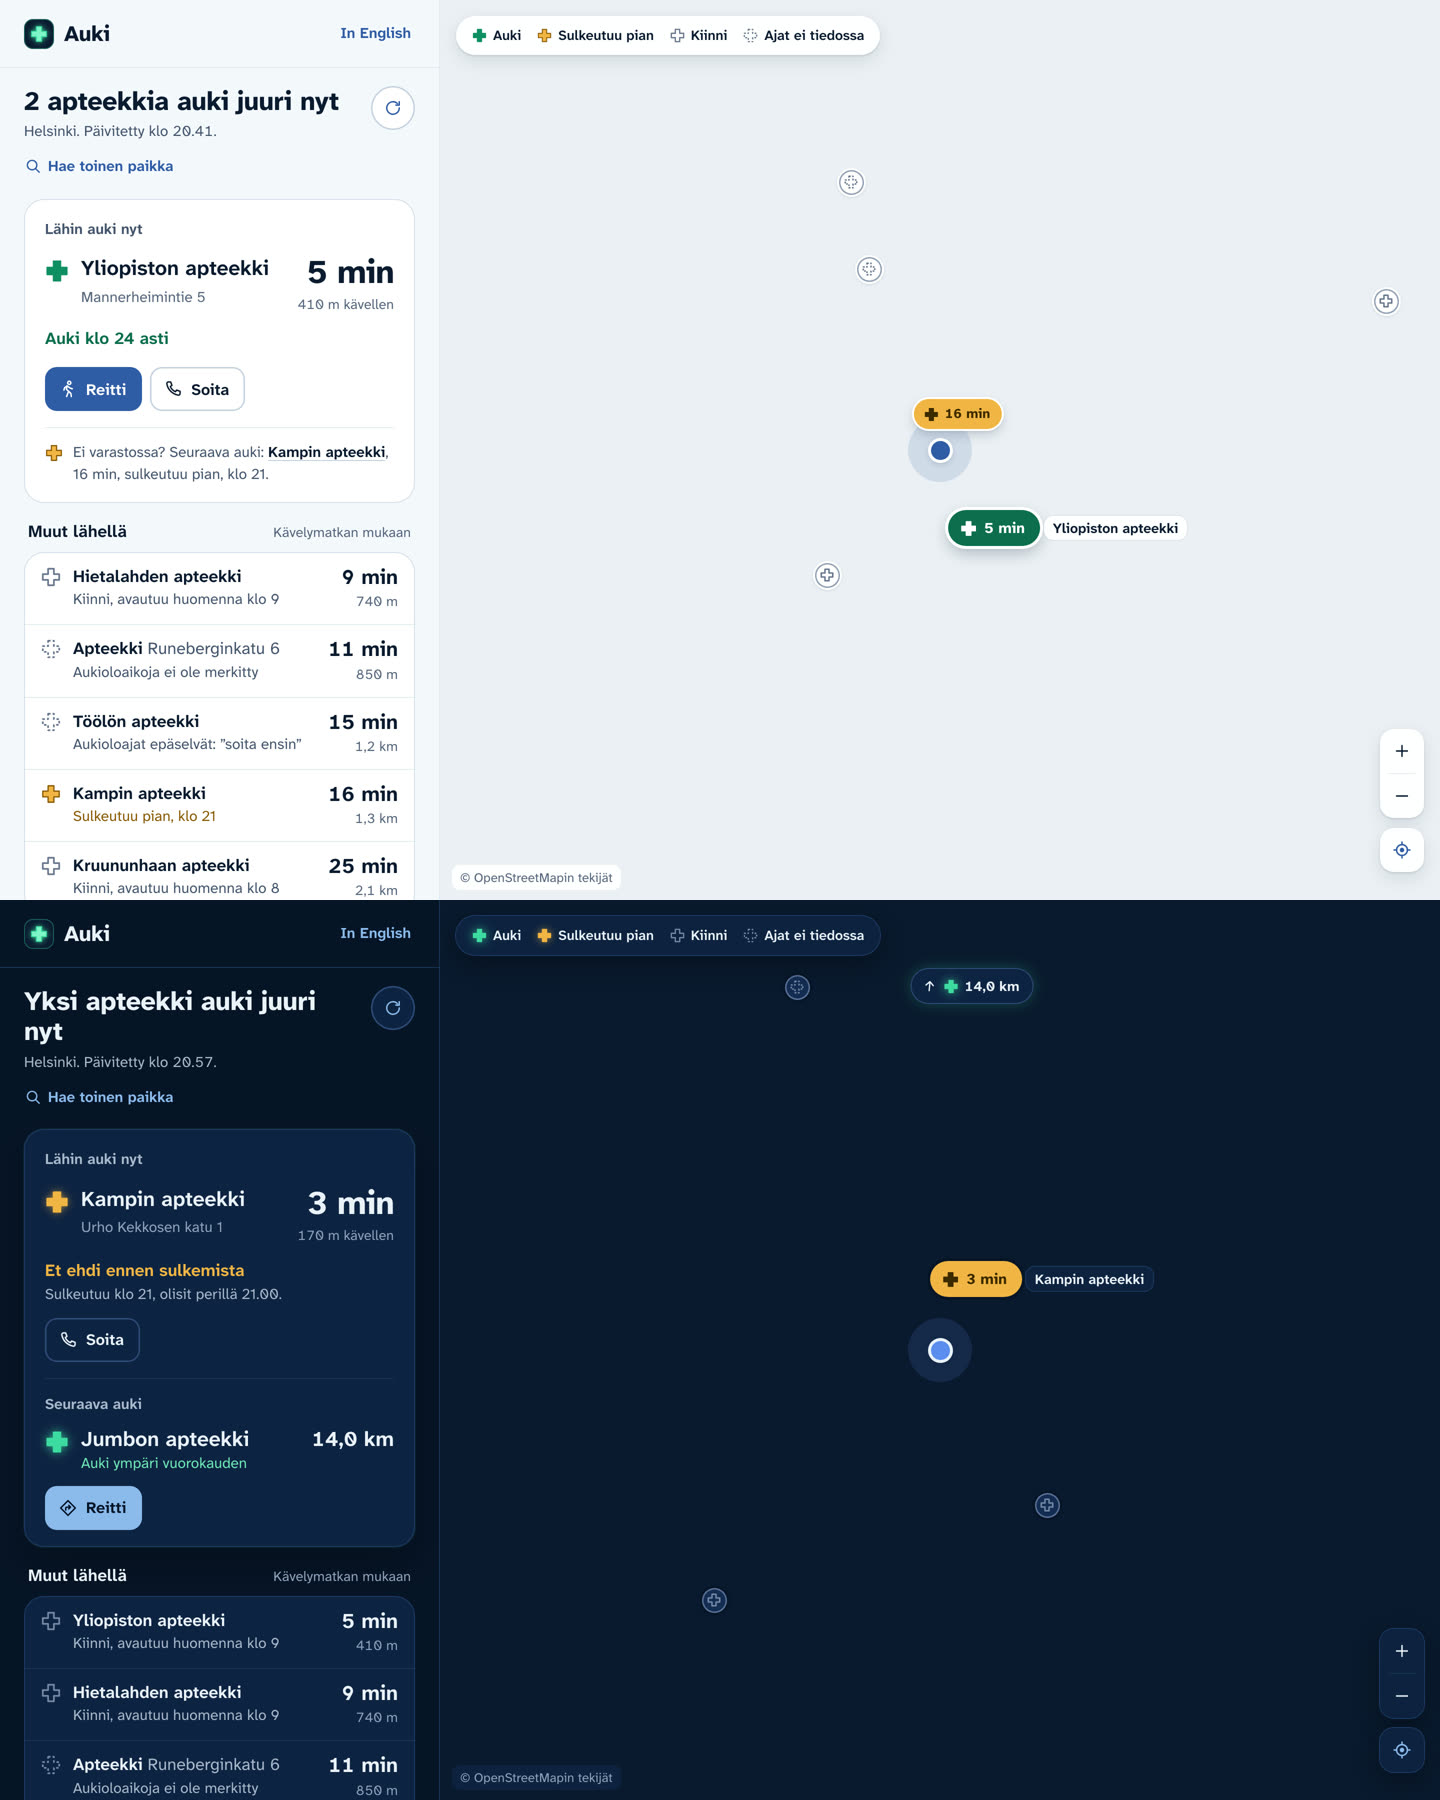 Auki
In English
2 apteekkia auki juuri nyt
Helsinki. Päivitetty klo 20.41.
Hae toinen paikka
Lähin auki nyt
Yliopiston apteekki
5 min
Mannerheimintie 5
410 m kävellen
Auki klo 24 asti
Reitti
Soita
Ei varastossa? Seuraava auki: Kampin apteekki,
16 min, sulkeutuu pian, klo 21.
Muut lähellä
Kävelymatkan mukaan
Hietalahden apteekki
9 min
Kiinni, avautuu huomenna klo 9
740 m
Apteekki Runeberginkatu 6
11 min
Aukioloaikoja ei ole merkitty
850 m
Töölön apteekki
15 min
Aukioloajat epäselvät: ”soita ensin”
1,2 km
Kampin apteekki
16 min
Sulkeutuu pian, klo 21
1,3 km
Kruununhaan apteekki
25 min
Kiinni, avautuu huomenna klo 8
2,1 km
Auki
Sulkeutuu pian
Kiinni
Ajat ei tiedossa
16 min
5 min
Yliopiston apteekki
+
−
© OpenStreetMapin tekijät
Auki
In English
Yksi apteekki auki juuri
nyt
Helsinki. Päivitetty klo 20.57.
Hae toinen paikka
Lähin auki nyt
Kampin apteekki
3 min
Urho Kekkosen katu 1
170 m kävellen
Et ehdi ennen sulkemista
Sulkeutuu klo 21, olisit perillä 21.00.
Soita
Seuraava auki
Jumbon apteekki
14,0 km
Auki ympäri vuorokauden
Reitti
Muut lähellä
Kävelymatkan mukaan
Yliopiston apteekki
5 min
Kiinni, avautuu huomenna klo 9
410 m
Hietalahden apteekki
9 min
Kiinni, avautuu huomenna klo 9
740 m
Apteekki Runeberginkatu 6
11 min
Aukioloaikoja ei ole merkitty
850 m
Auki
Sulkeutuu pian
Kiinni
Ajat ei tiedossa
↑ 14,0 km
3 min
Kampin apteekki
+
−
© OpenStreetMapin tekijät